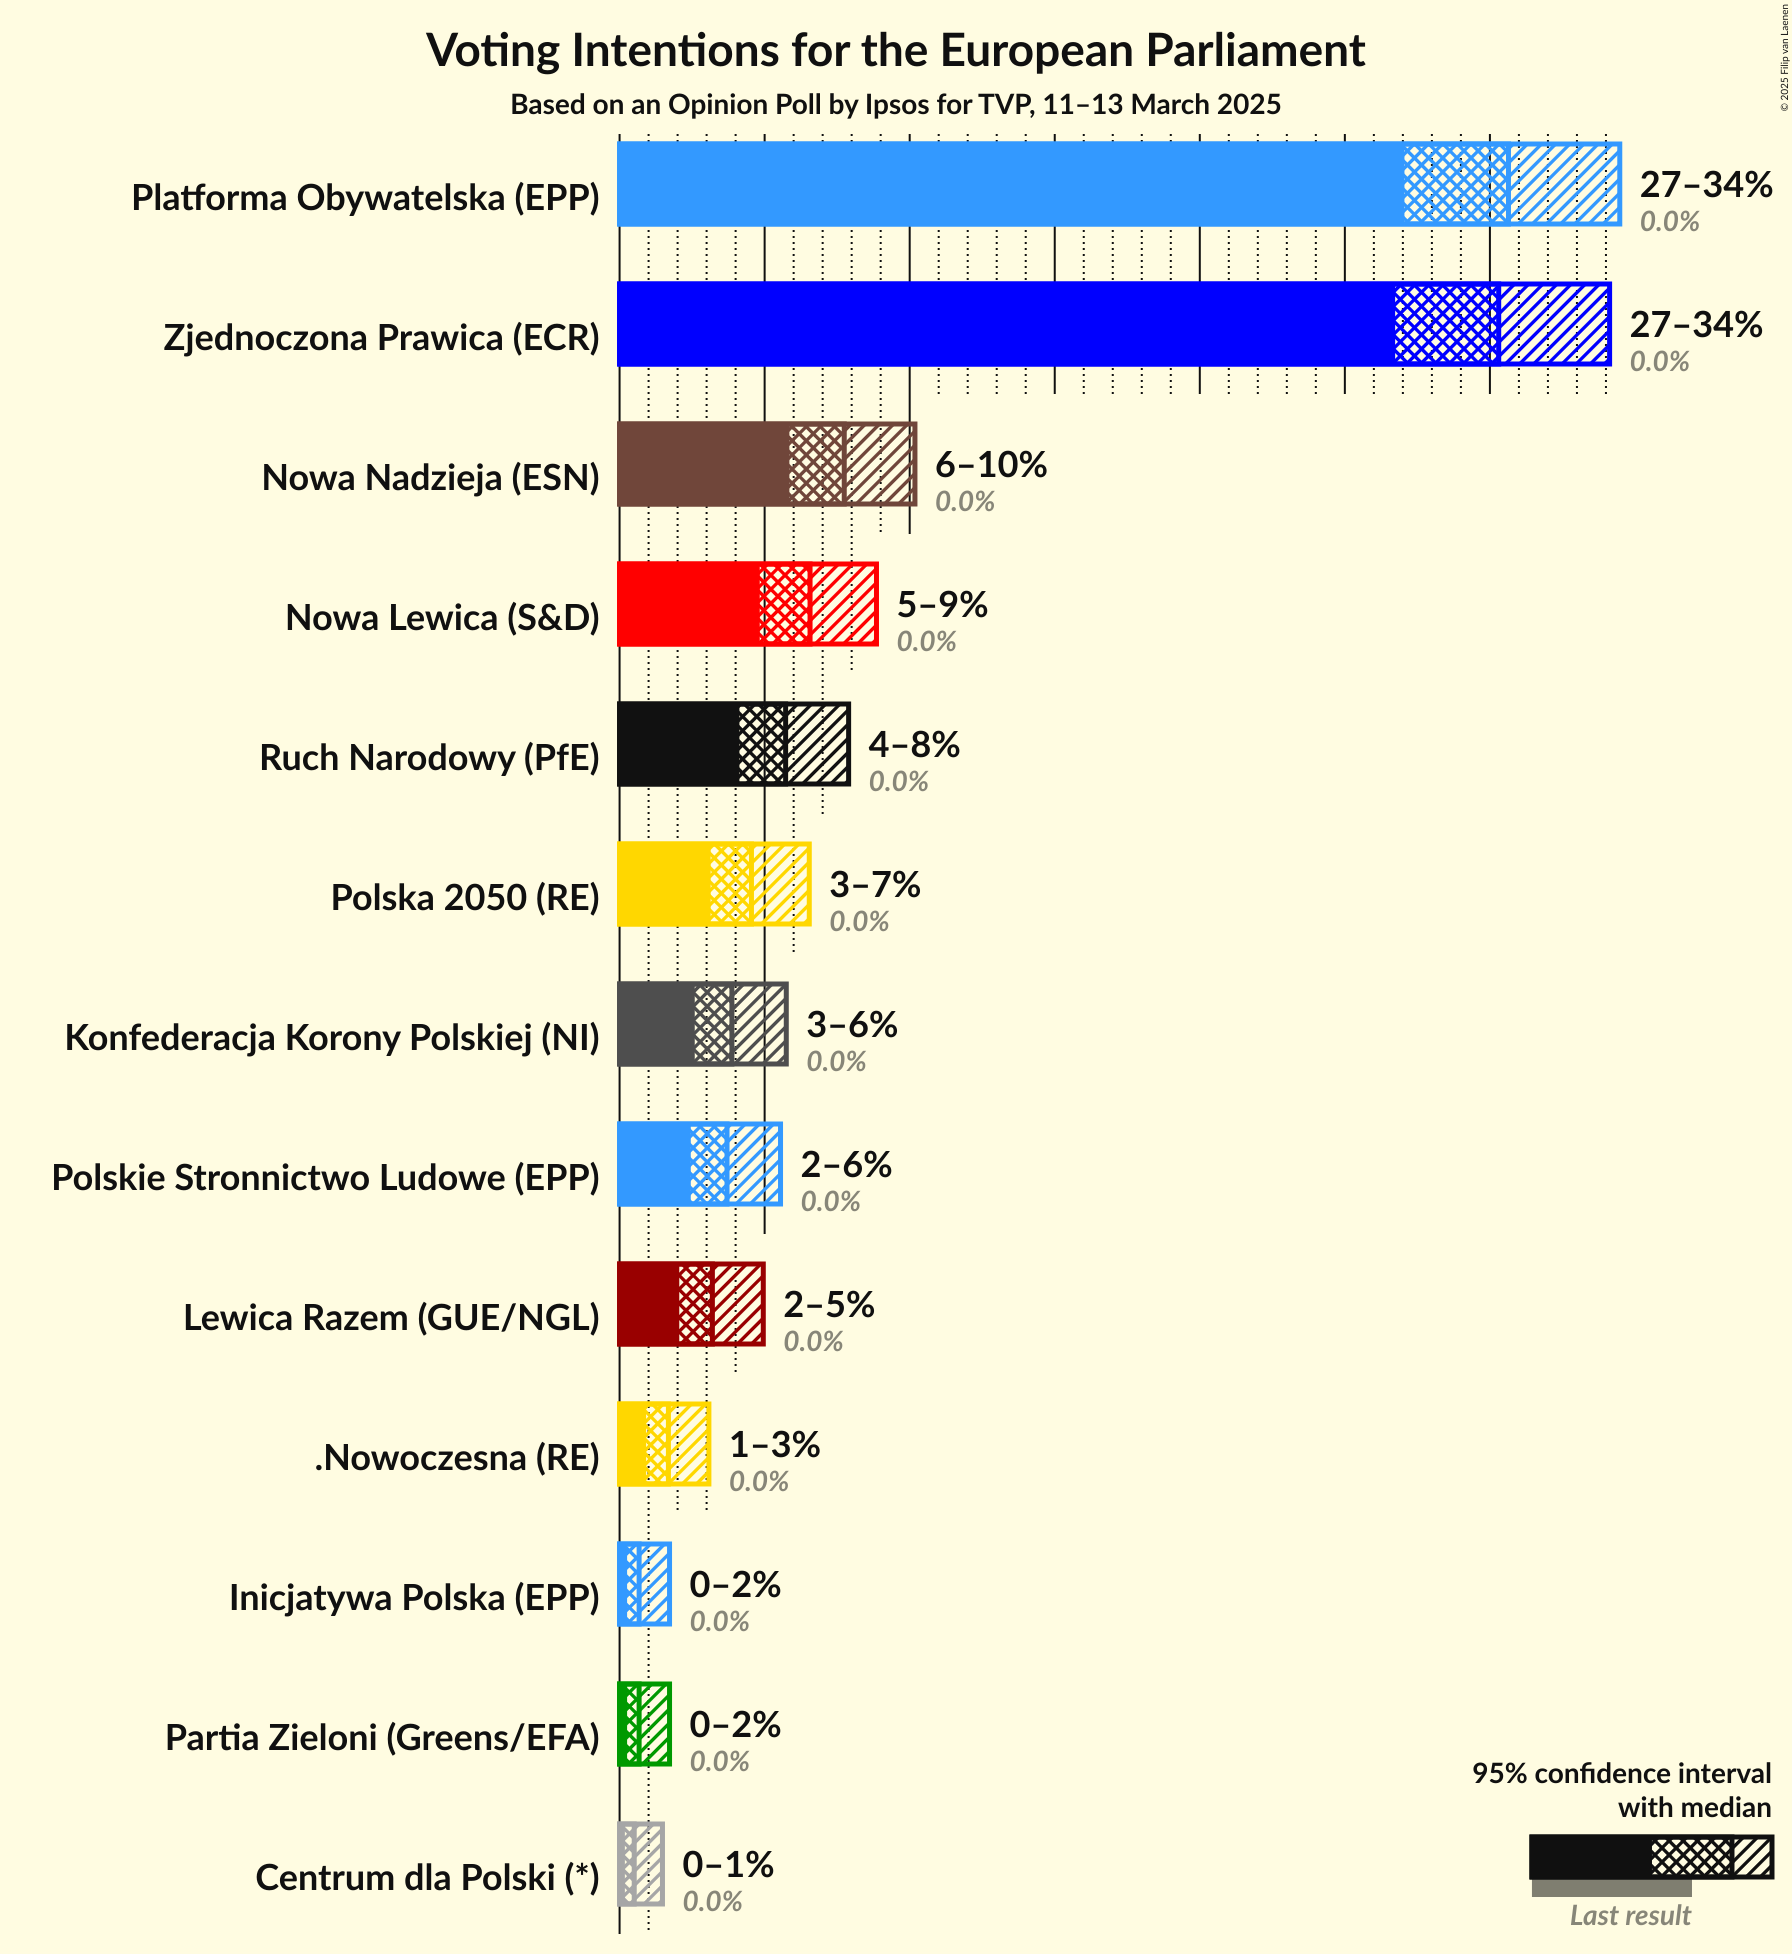 Voting Intentions for the European Parliament
Based on an Opinion Poll by Ipsos for TVP, 11–13 March 2025
© 2025 Filip van Laenen
Platforma Obywatelska (EPP)
27–34%
0.0%
Zjednoczona Prawica (ECR)
27–34%
0.0%
Nowa Nadzieja (ESN)
6–10%
0.0%
Nowa Lewica (S&D)
5–9%
0.0%
Ruch Narodowy (PfE)
4–8%
0.0%
Polska 2050 (RE)
3–7%
0.0%
Konfederacja Korony Polskiej (NI)
3–6%
0.0%
Polskie Stronnictwo Ludowe (EPP)
2–6%
0.0%
Lewica Razem (GUE/NGL)
2–5%
0.0%
.Nowoczesna (RE)
1–3%
0.0%
Inicjatywa Polska (EPP)
0–2%
0.0%
Partia Zieloni (Greens/EFA)
0–2%
0.0%
Centrum dla Polski (*)
0–1%
0.0%
95% confidence interval
with median
Last result